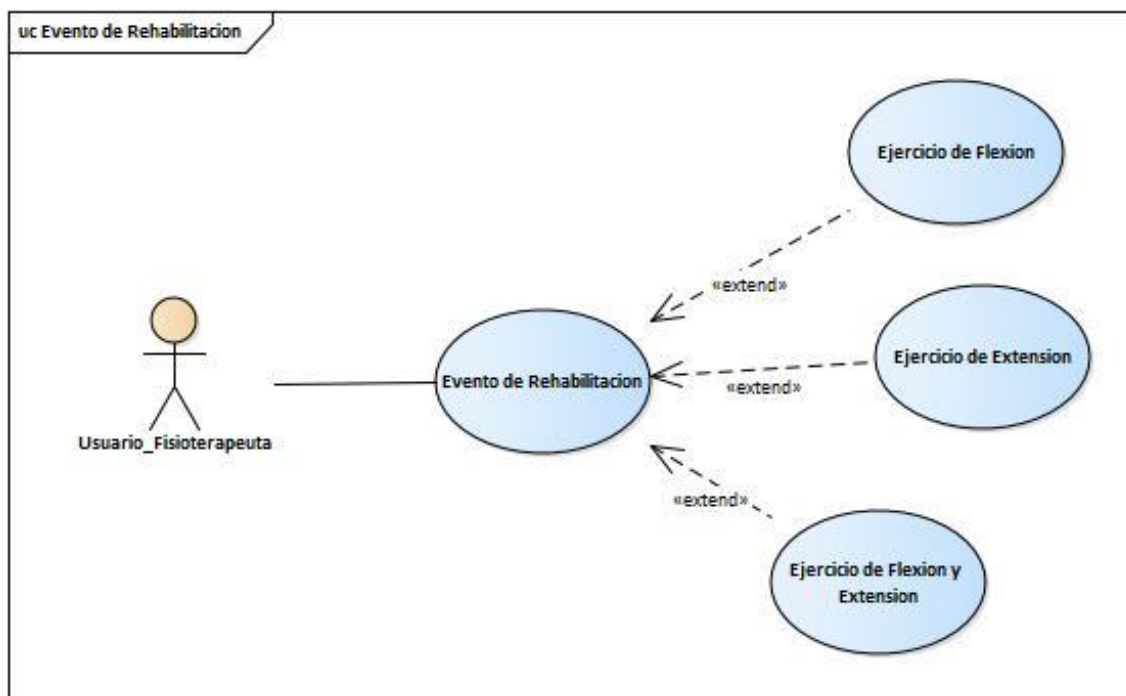 uc Evento de Rehabilitacion
Ejercicio de Flexion
«extend»
Ejercicio de Extension
«extend»
Evento de Rehabilitacion
Usuario_Fisioterapeuta
«extend»
Ejercicio de Flexion y
Extension